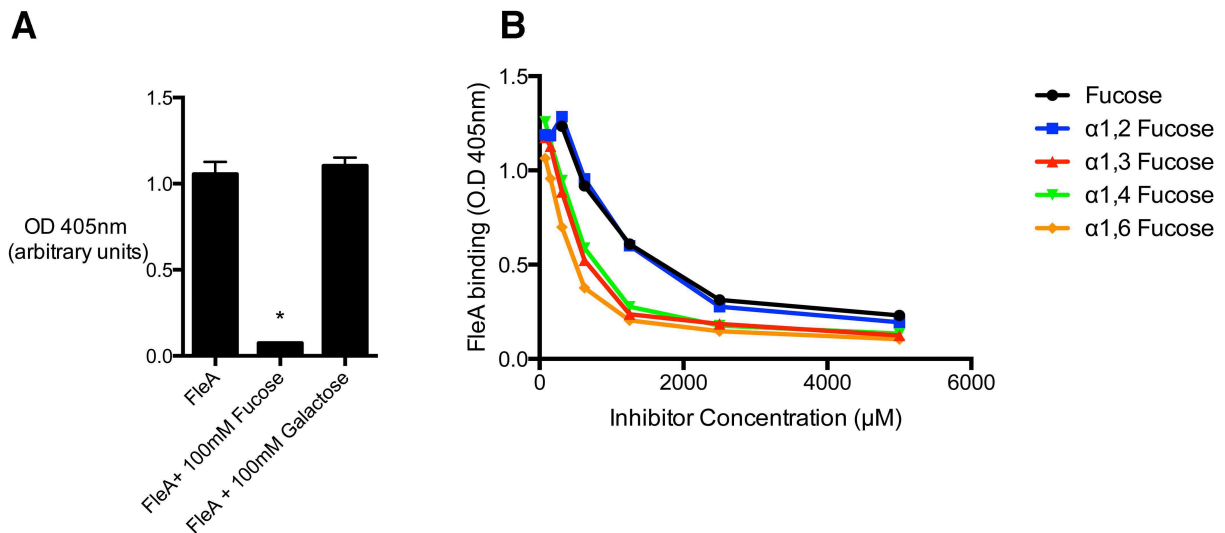 A
1.5
1.0
0.5
0.0
OD 405nm
(arbitrary units)
*
FleA
FleA+ 100mM Fucose
FleA + 100mM Galactose
B
1.5
1.0
0.5
0.0
FleA binding (O.D 405nm)
0
2000
4000
6000
Inhibitor Concentration (µM)
Fucose
α1,2 Fucose
α1,3 Fucose
α1,4 Fucose
α1,6 Fucose